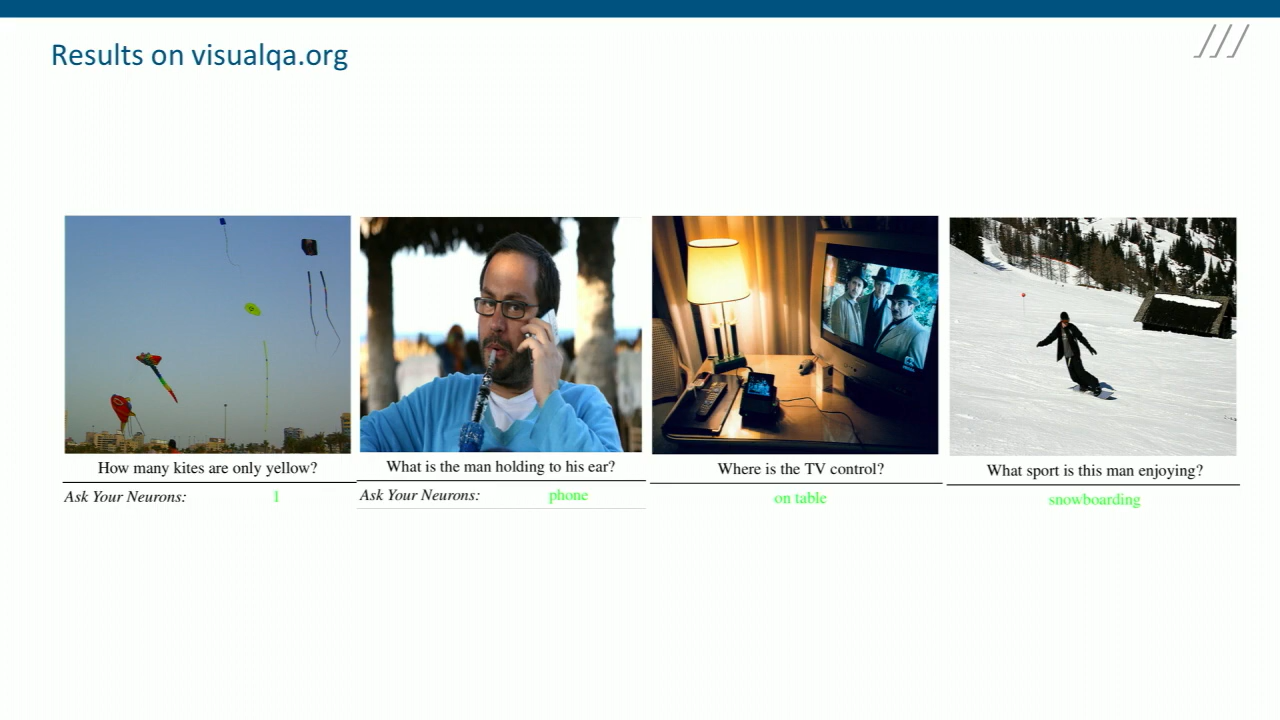 Results on visualqa.org
How many kites are only yellow?
Ask Your Neurons: 1
What is the man holding to his ear?
Ask Your Neurons: phone
Where is the TV control?
on table
What sport is this man enjoying?
snowboarding